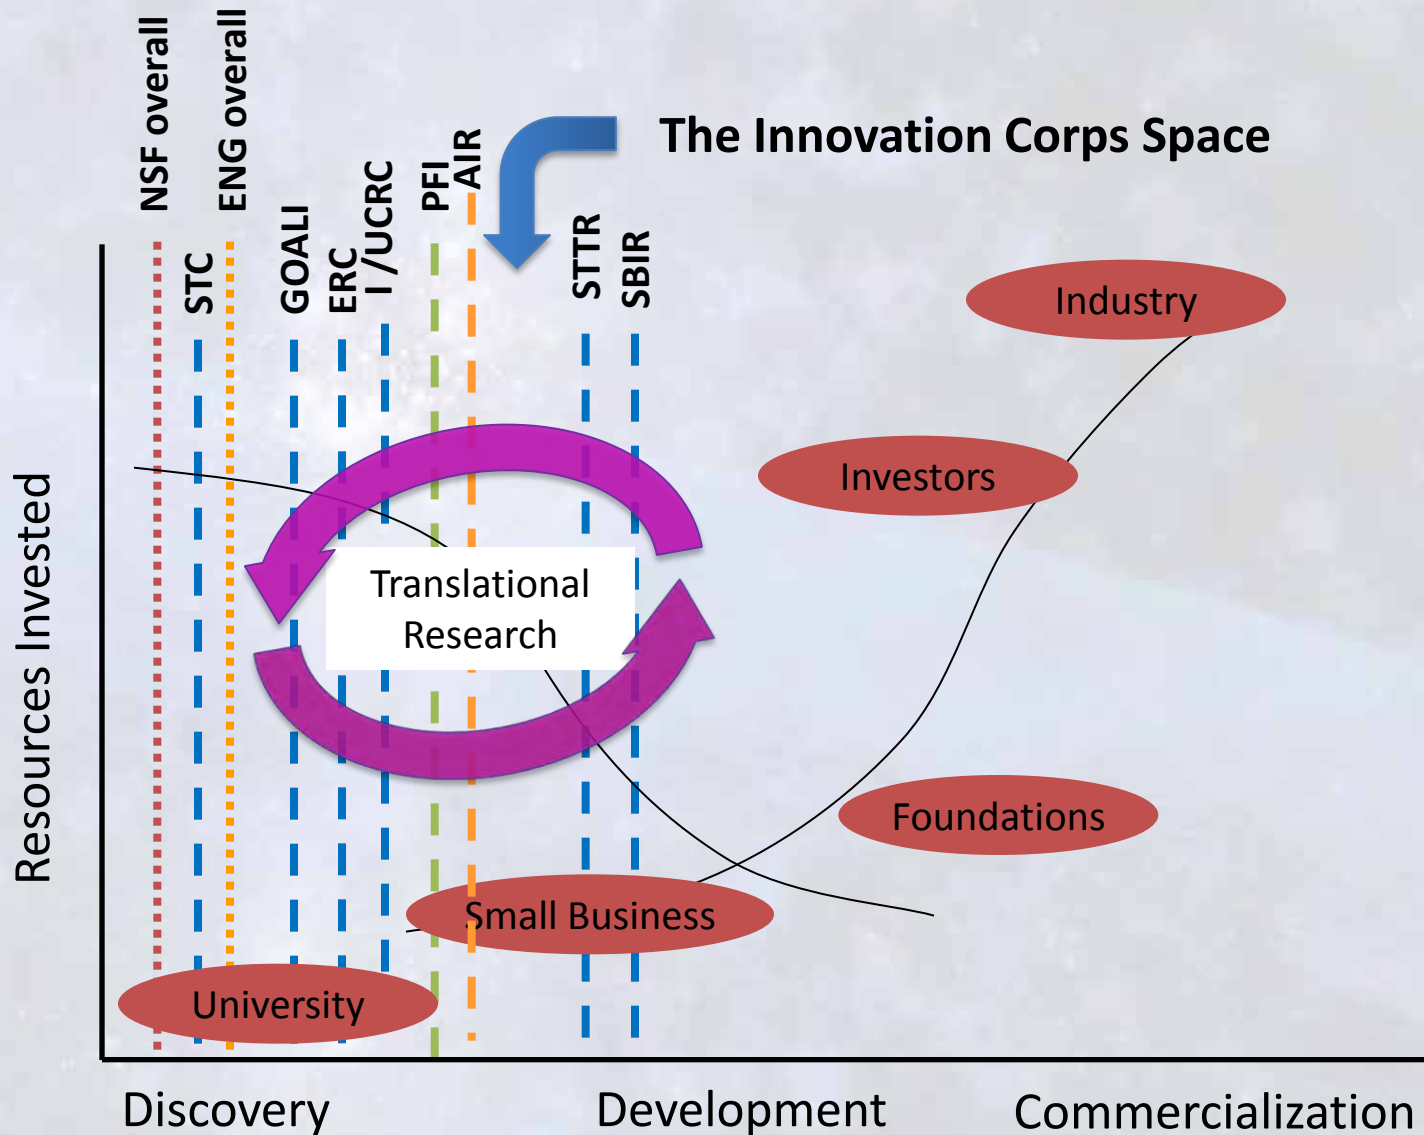 NSF overall
STC
ENG overall
GOALI
ERC
I /UCRC
PFI
AIR
The Innovation Corps Space
STTR
SBIR
Industry
Investors
Translational
Research
Resources Invested
Foundations
Small Business
University
Discovery
Development
Commercialization